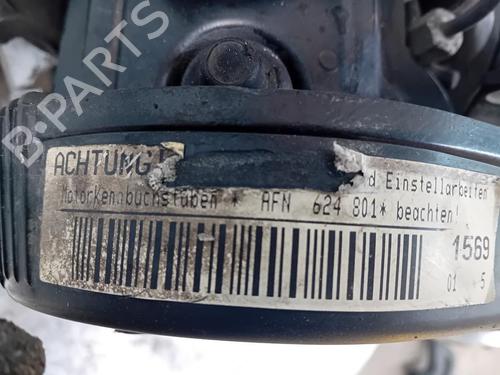 B-PARTS
ACHTUNG!
d Einstellarbeiten
Motorkennbuchstaben * AFN 624 801* beachten!
1569
01 5